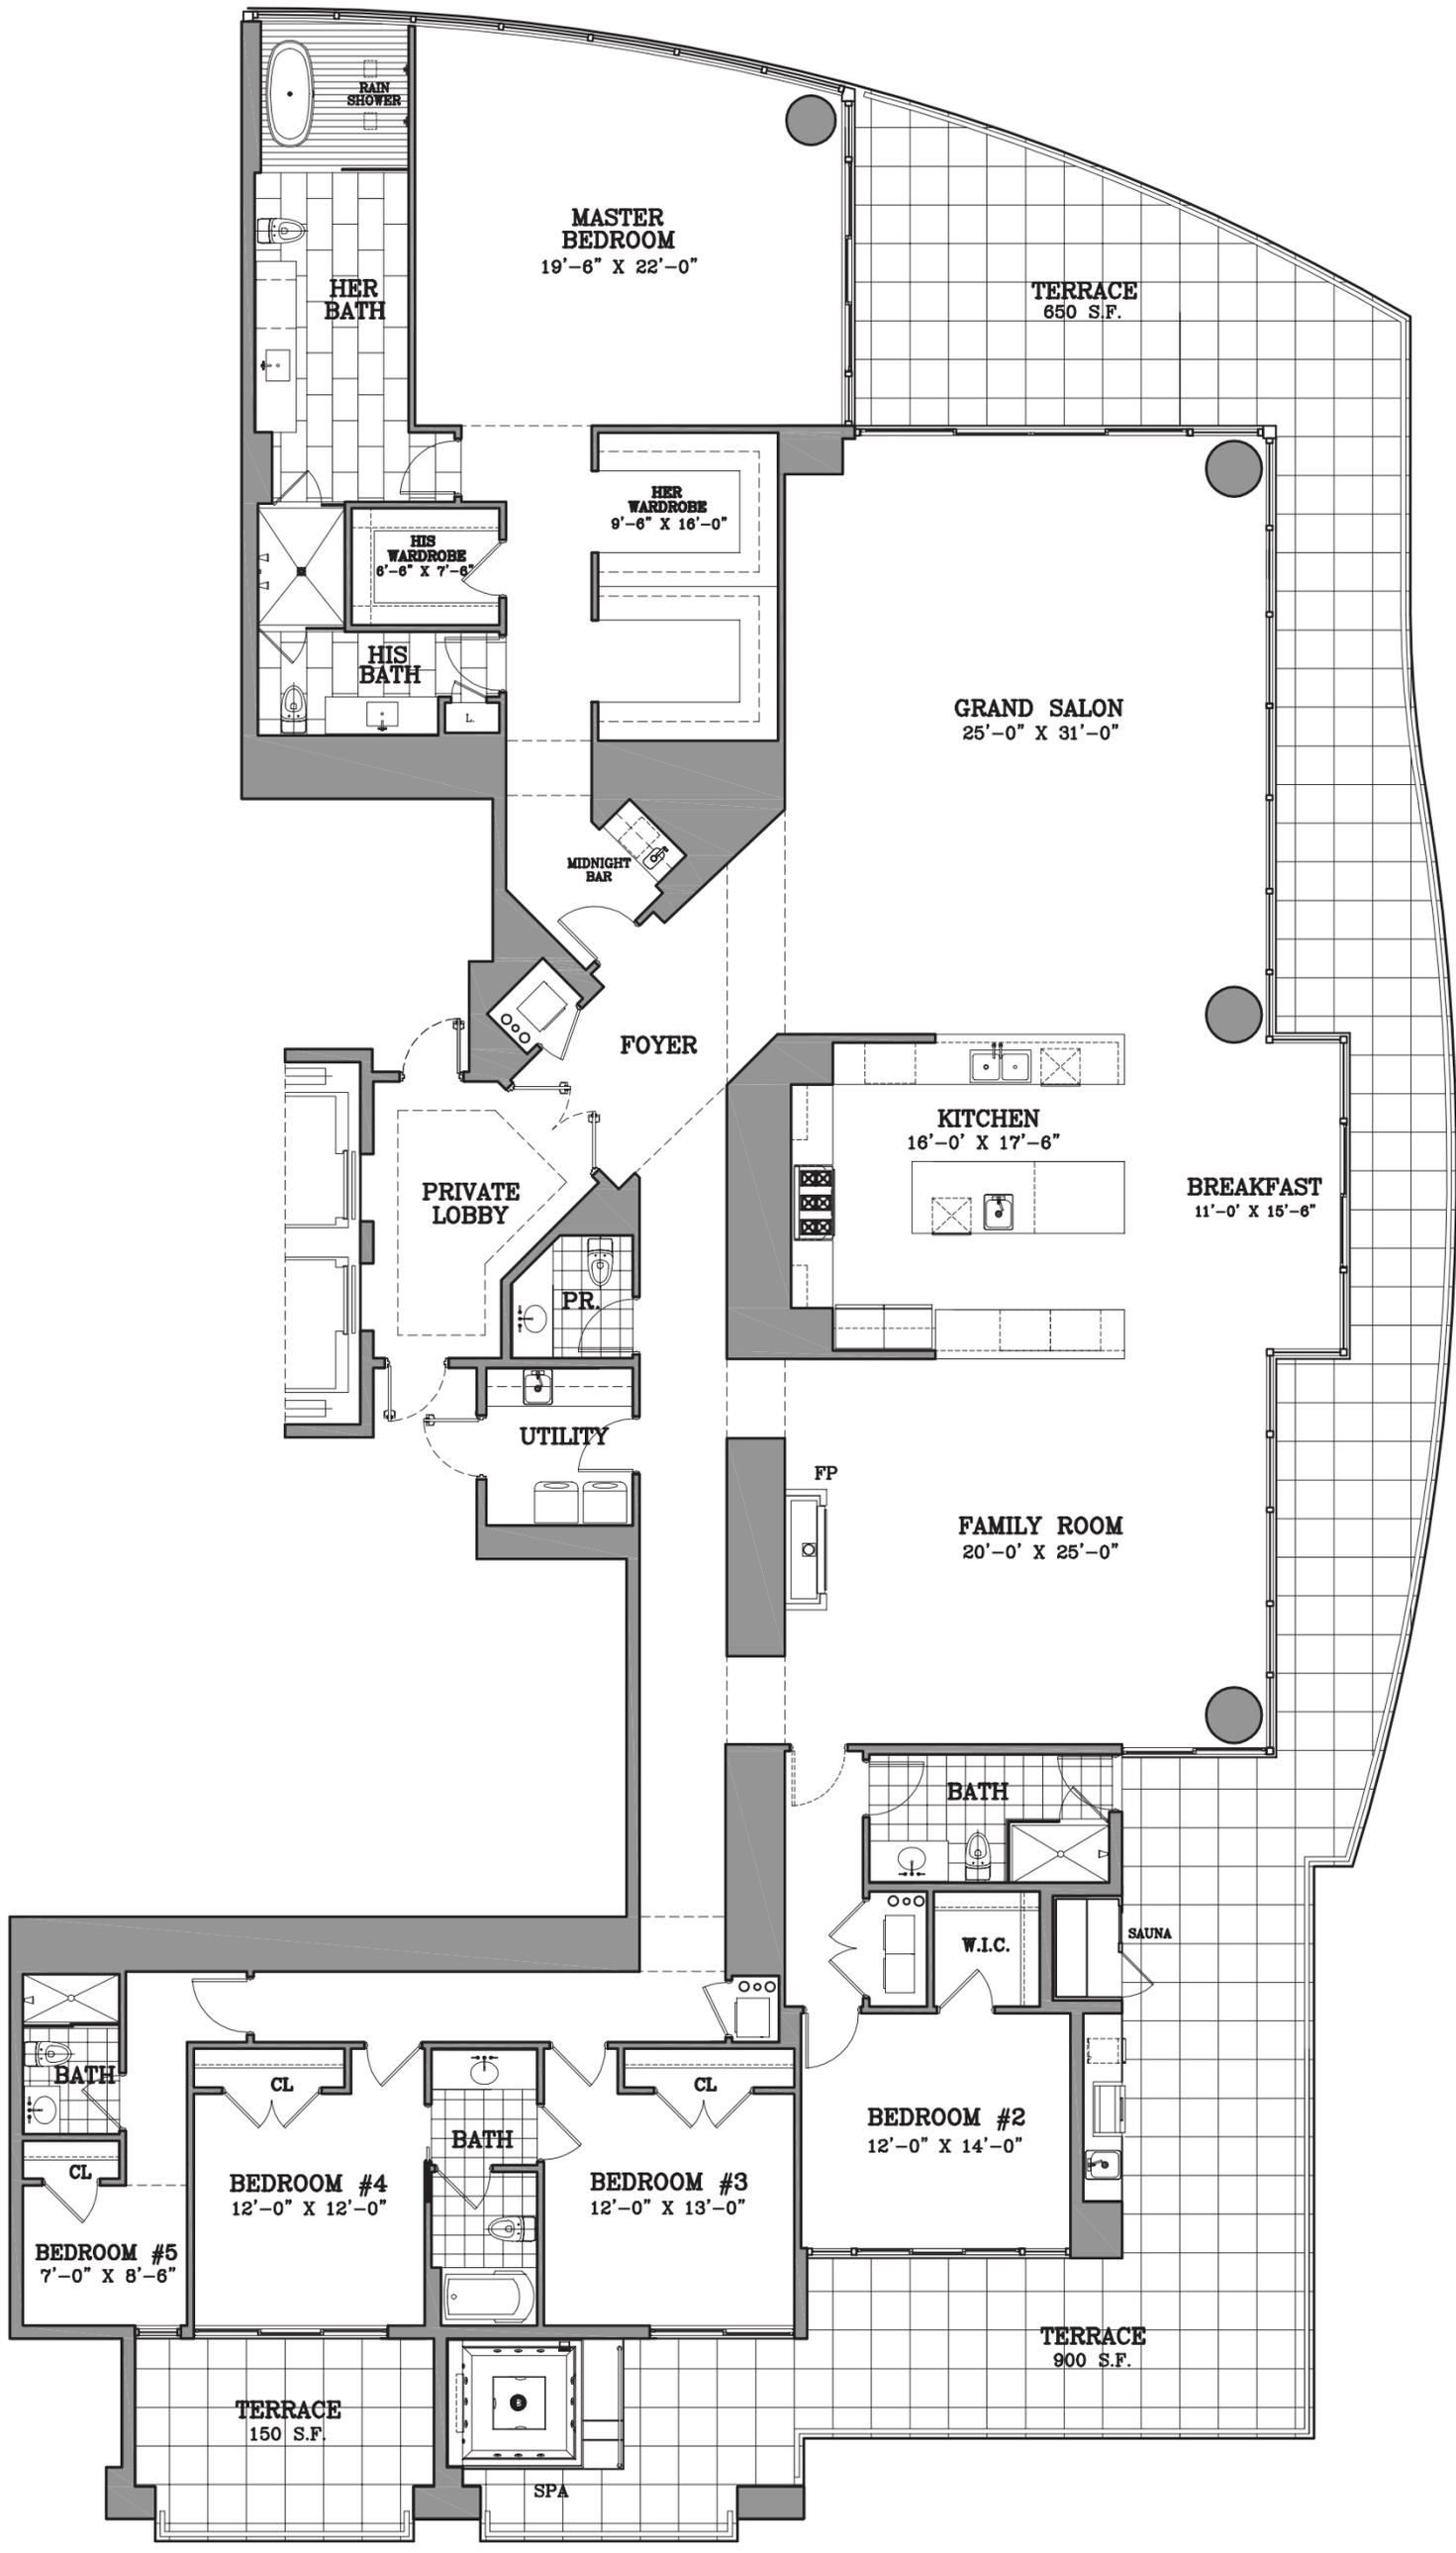 RAIN
SHOWER
MASTER
BEDROOM
19'-6" X 22'-0"
HER
BATH
TERRACE
650 S.F.
HER
WARDROBE
9'-6" X 16'-0"
HIS
WARDROBE
6'-6" X 7'-6"
HIS
BATH
L.
GRAND SALON
25'-0" X 31'-0"
MIDNIGHT
BAR
FOYER
KITCHEN
16'-0' X 17'-6"
PRIVATE
LOBBY
BREAKFAST
11'-0' X 15'-6"
PR.
UTILITY
FP
FAMILY ROOM
20'-0' X 25'-0"
BATH
SAUNA
W.I.C.
BATH
CL
CL
BEDROOM #2
12'-0" X 14'-0"
BATH
CL
BEDROOM #4
12'-0" X 12'-0"
BEDROOM #3
12'-0" X 13'-0"
BEDROOM #5
7'-0" X 8'-6"
TERRACE
900 S.F.
TERRACE
150 S.F.
SPA